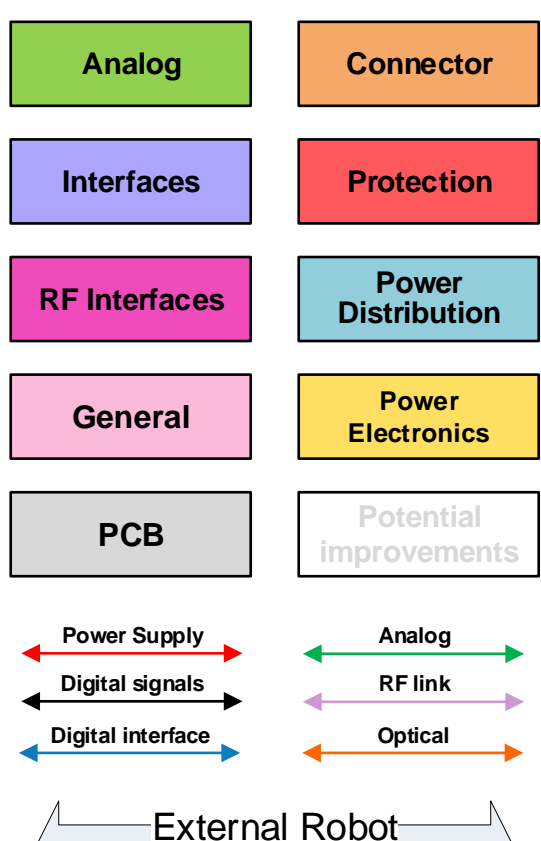 Analog
Connector
Interfaces
Protection
RF Interfaces
Power
Distribution
General
Power
Electronics
PCB
Potential
improvements
Power Supply
Analog
Digital signals
RF link
Digital interface
Optical
External Robot